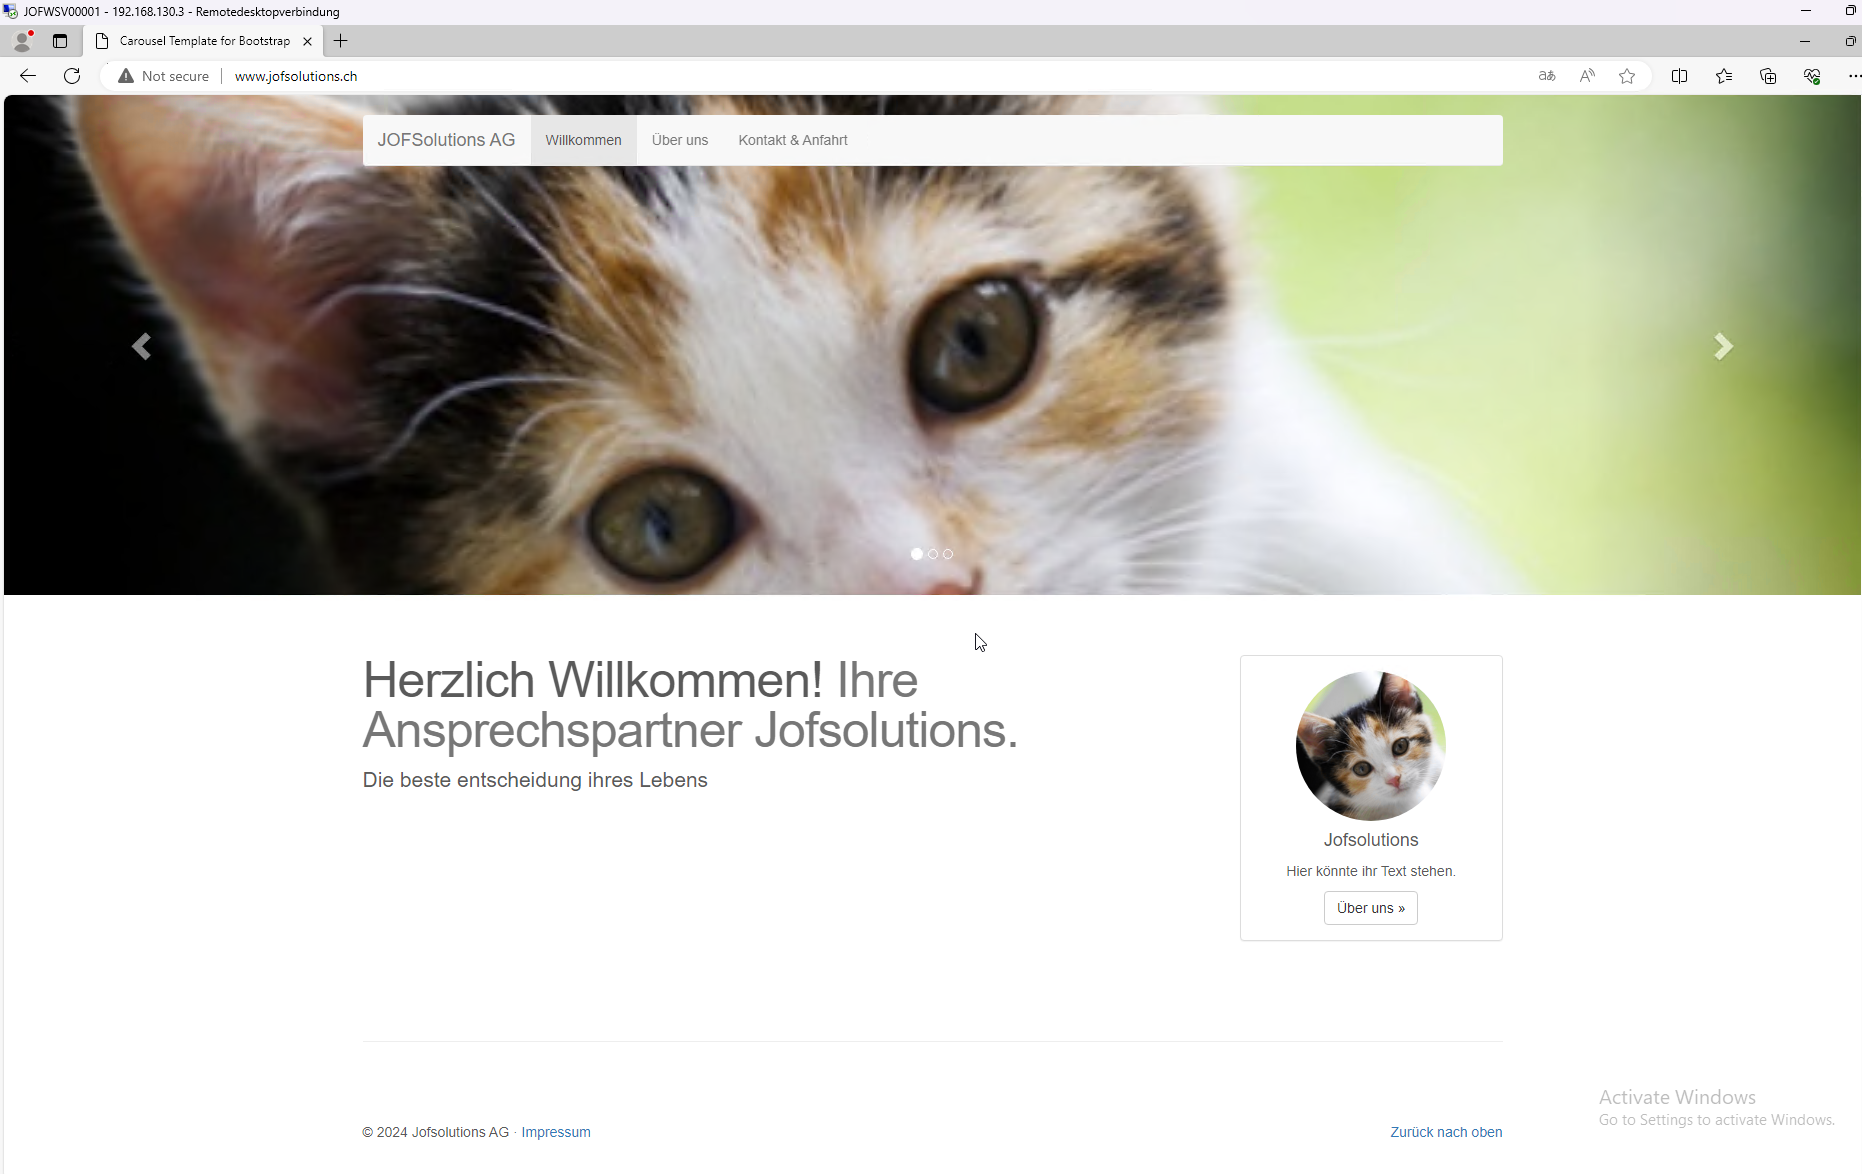 JOFWSV00001 - 192.168.130.3 - Remotedesktopverbindung
Carousel Template for Bootstrap
Not secure
www.jofsolutions.ch
JOFSolutions AG
Willkommen
Über uns
Kontakt & Anfahrt
Herzlich Willkommen! Ihre
Ansprechspartner Jofsolutions.
Die beste entscheidung ihres Lebens
Jofsolutions
Hier könnte ihr Text stehen.
Über uns »
Activate Windows
Go to Settings to activate Windows.
© 2024 Jofsolutions AG · Impressum
Zurück nach oben